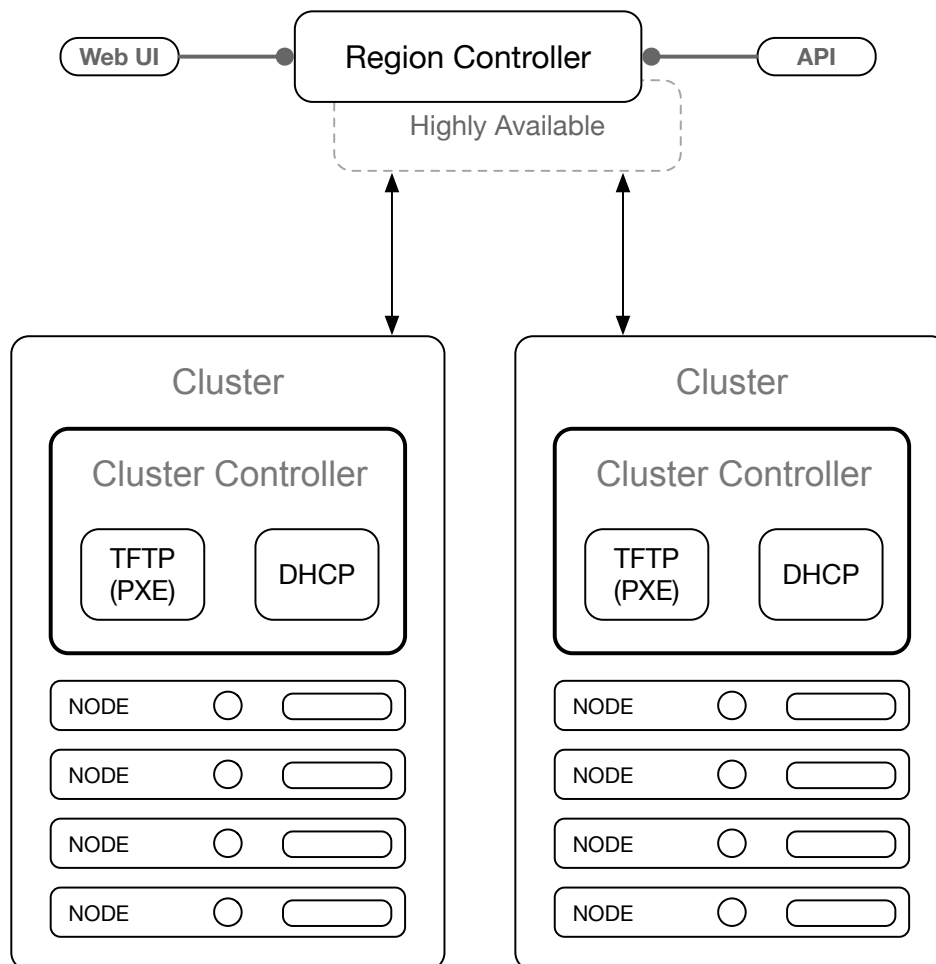 Web UI
Region Controller
API
Highly Available
Cluster
Cluster Controller
TFTP
(PXE)
DHCP
NODE
NODE
NODE
NODE
Cluster
Cluster Controller
TFTP
(PXE)
DHCP
NODE
NODE
NODE
NODE